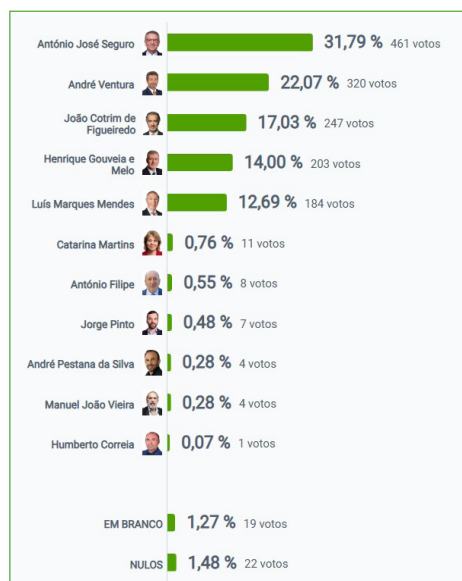 António José Seguro 31,79 % 461 votos
André Ventura 22,07 % 320 votos
João Cotrim de
Figueiredo 17,03 % 247 votos
Henrique Gouveia e
Melo 14,00 % 203 votos
Luís Marques Mendes 12,69 % 184 votos
Catarina Martins 0,76 % 11 votos
António Filipe 0,55 % 8 votos
Jorge Pinto 0,48 % 7 votos
André Pestana da Silva 0,28 % 4 votos
Manuel João Vieira 0,28 % 4 votos
Humberto Correia 0,07 % 1 votos
EM BRANCO 1,27 % 19 votos
NULOS 1,48 % 22 votos